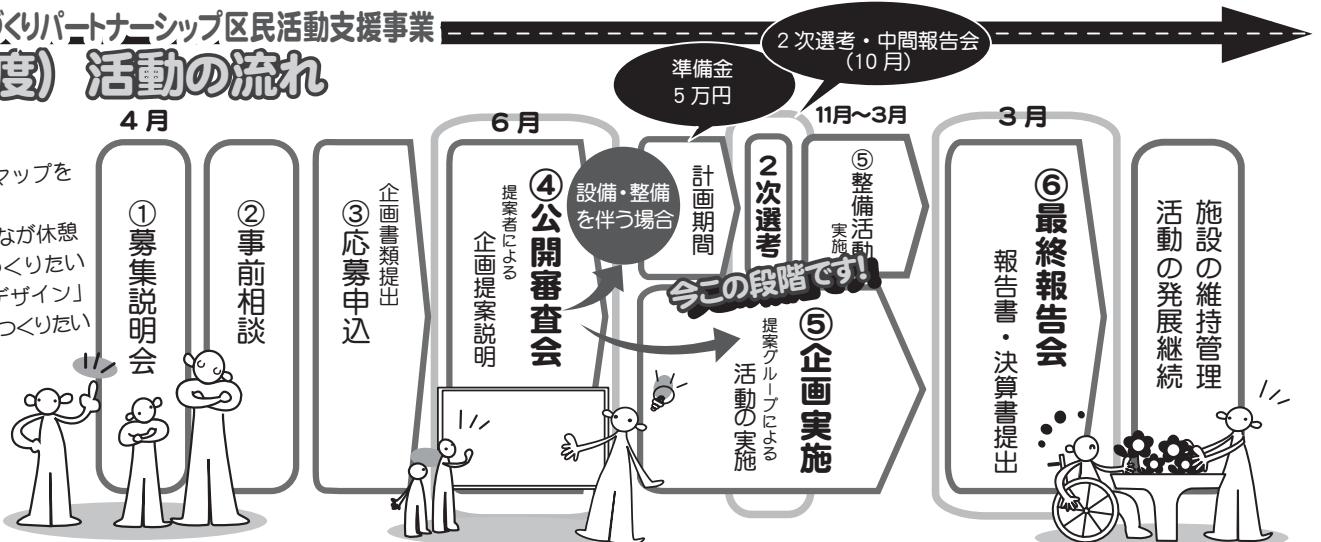 づくりパートナーシップ区民活動支援事業
度） 活動の流れ
2次選考・中間報告会
(10月)
準備金
5万円
4月
6月
11月～3月
3月
マップを
なが休憩
つくりたい
デザイン」
つくりたい
①募集説明会
②事前相談
③応募申込
企画書類提出
④公開審査会
提案者による
企画提案説明
設備・整備
を伴う場合
計画期間
2次選考
⑤整備活動
実施
今この段階です!
⑤企画実施
提案グループによる
活動の実施
⑥最終報告会
報告書・決算書提出
施設の維持管理
活動の発展継続